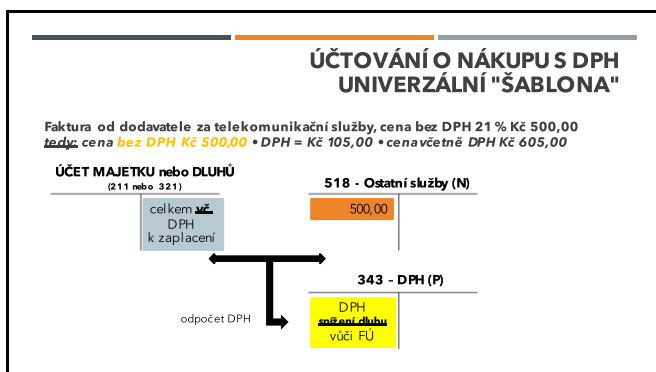 ÚČTOVÁNÍ O NÁKUPU S DPH
UNIVERZÁLNÍ "ŠABLONA"
Faktura od dodavatele za telekomunikační služby, cena bez DPH 21 % Kč 500,00
tedy: cena bez DPH Kč 500,00 • DPH = Kč 105,00 • cena včetně DPH Kč 605,00
ÚČET MAJETKU nebo DLUHŮ
(211 nebo 321)
celkem vč.
DPH
k zaplacení
518 - Ostatní služby (N)
500,00
343 – DPH (P)
odpočet DPH
DPH
snížení dluhu
vůči FÚ